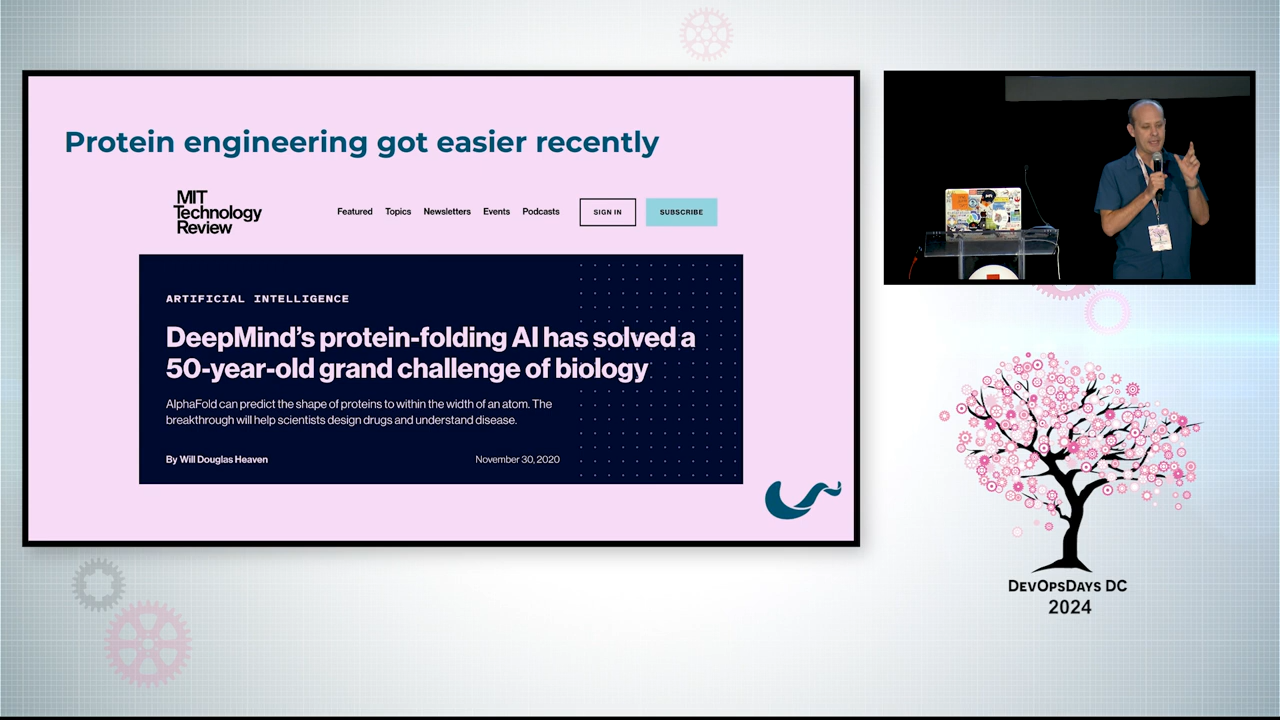 Protein engineering got easier recently
MIT
Technology
Review
Featured Topics Newsletters Events Podcasts SIGN IN SUBSCRIBE
ARTIFICIAL INTELLIGENCE
DeepMind’s protein-folding AI has solved a
50-year-old grand challenge of biology
AlphaFold can predict the shape of proteins to within the width of an atom. The
breakthrough will help scientists design drugs and understand disease.
By Will Douglas Heaven November 30, 2020
DevOpsDays DC
2024